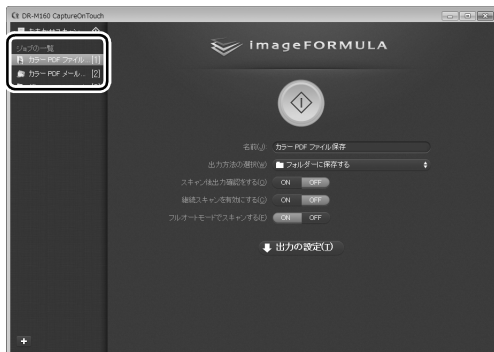 DR-M160 CaptureOnTouch
imageFORMULA
ジョブの一覧
カラー PDF ファイル... [1]
カラー PDF メール... [2]
名前(J) カラー PDF ファイル保存
出力方法の選択(W) フォルダーに保存する
スキャン後出力確認をする(O) ON OFF
継続スキャンを有効にする(C) ON OFF
フルオートモードでスキャンする(F) ON OFF
出力の設定(T)